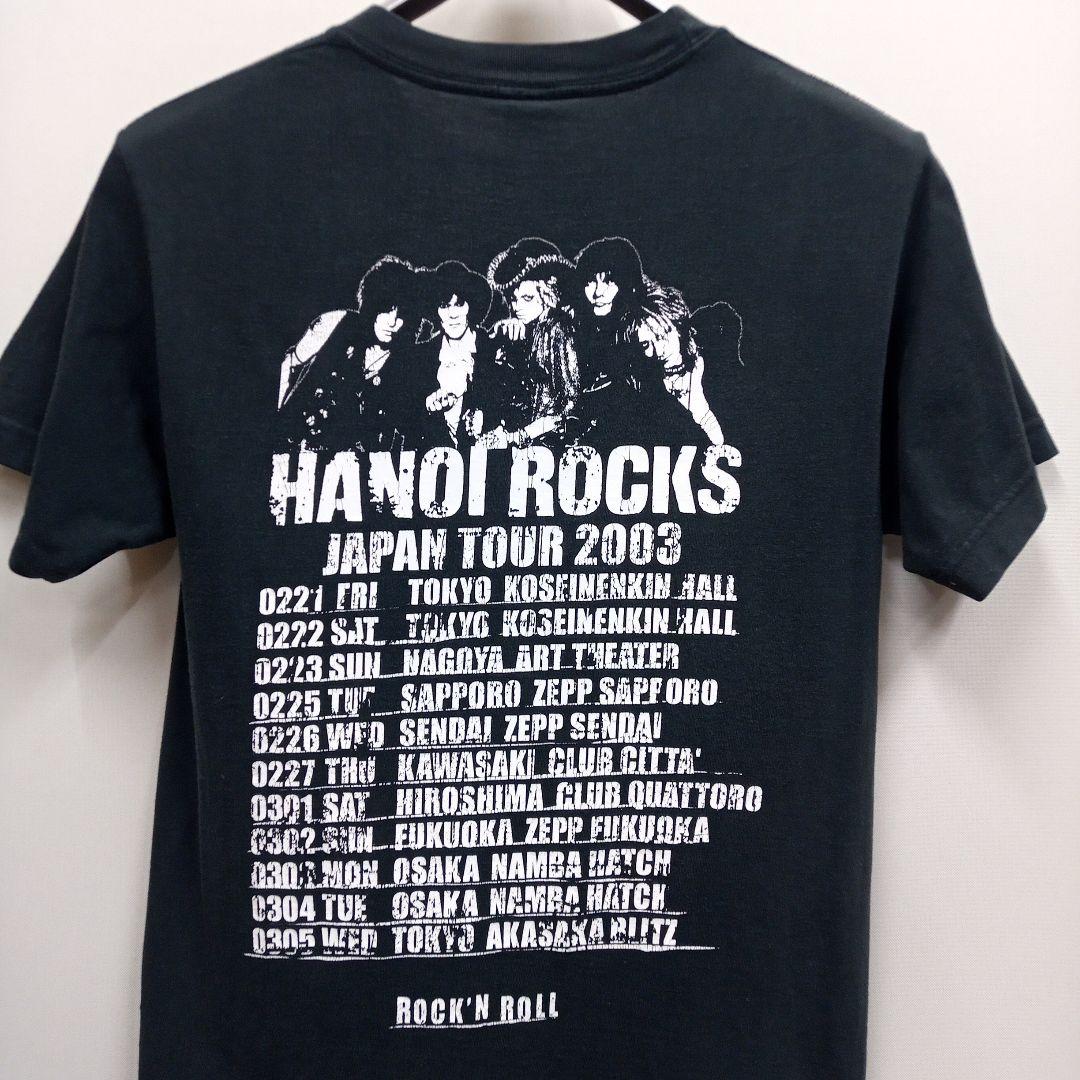 HANOI ROCKS
JAPAN TOUR 2003
0221 FRI TOKYO KOSEINENKIN HALL
0222 SAT TOKYO KOSEINENKIN HALL
0223 SUN NAGOYA ART THEATER
0225 TUE SAPPORO ZEPP SAPPORO
0226 WED SENDAI ZEPP SENDAI
0227 THU KAWASAKI CLUB CITTA'
0301 SAT HIROSHIMA CLUB QUATTORO
0302 SUN FUKUOKA ZEPP FUKUOKA
0303 MON OSAKA NAMBA HATCH
0304 TUE OSAKA NAMBA HATCH
0305 WED TOKYO AKASAKA BLITZ
ROCK'N ROLL